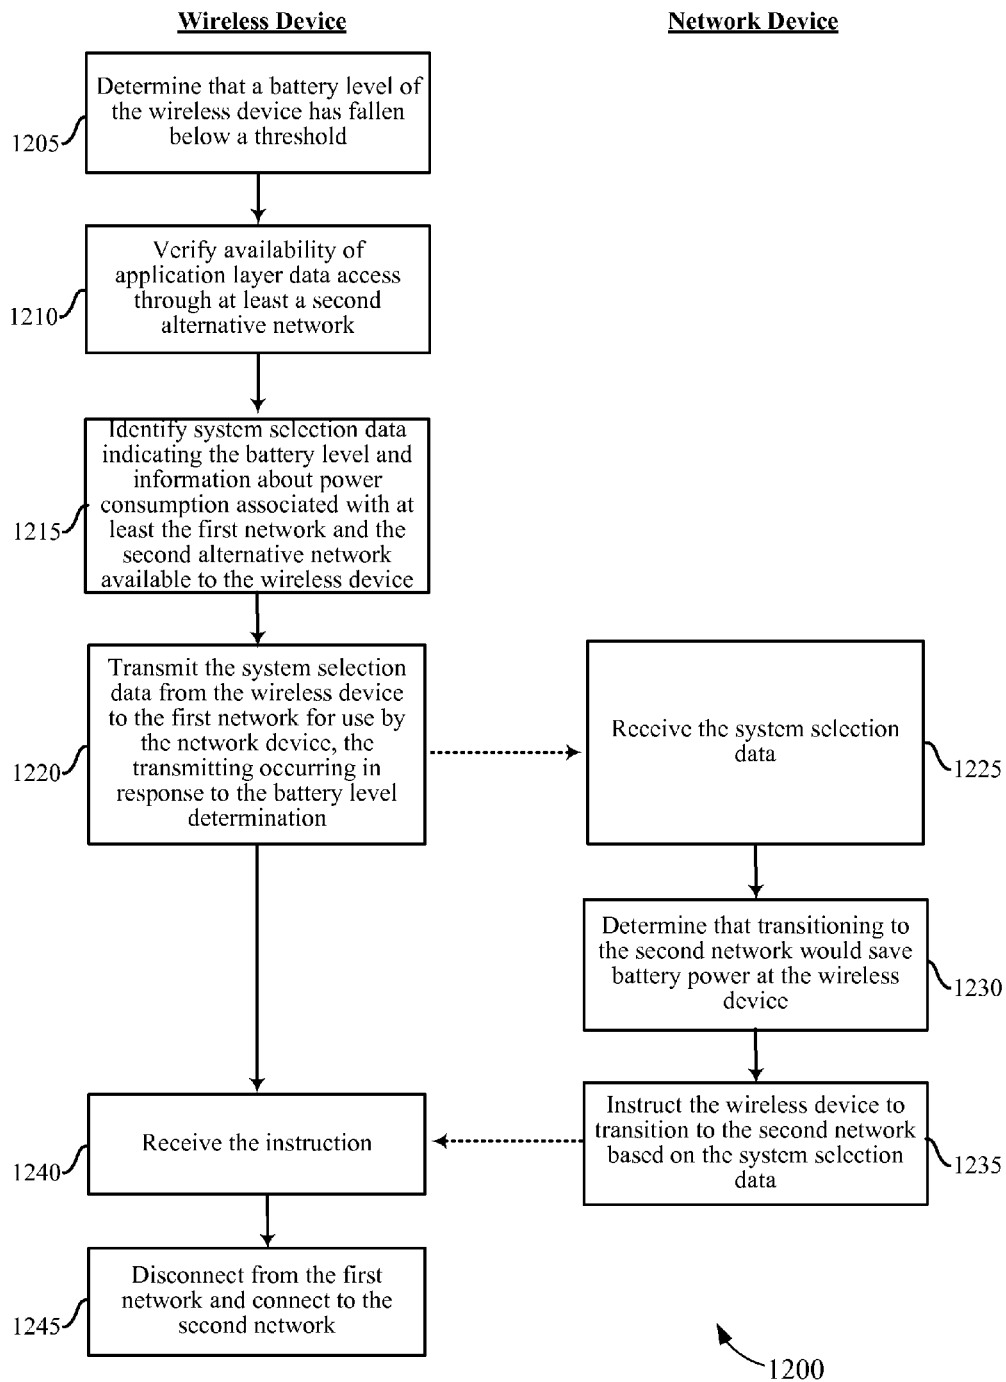 Wireless Device
Network Device
Determine that a battery level of
the wireless device has fallen
below a threshold
1205
Verify availability of
application layer data access
through at least a second
alternative network
1210
Identify system selection data
indicating the battery level and
information about power
consumption associated with at
least the first network and the
second alternative network
available to the wireless device
1215
Transmit the system selection
data from the wireless device
to the first network for use by
the network device, the
transmitting occurring in
response to the battery level
determination
1220
Receive the system selection
data
1225
Determine that transitioning to
the second network would save
battery power at the wireless
device
1230
Instruct the wireless device to
transition to the second network
based on the system selection
data
1235
Receive the instruction
1240
Disconnect from the first
network and connect to the
second network
1245
1200